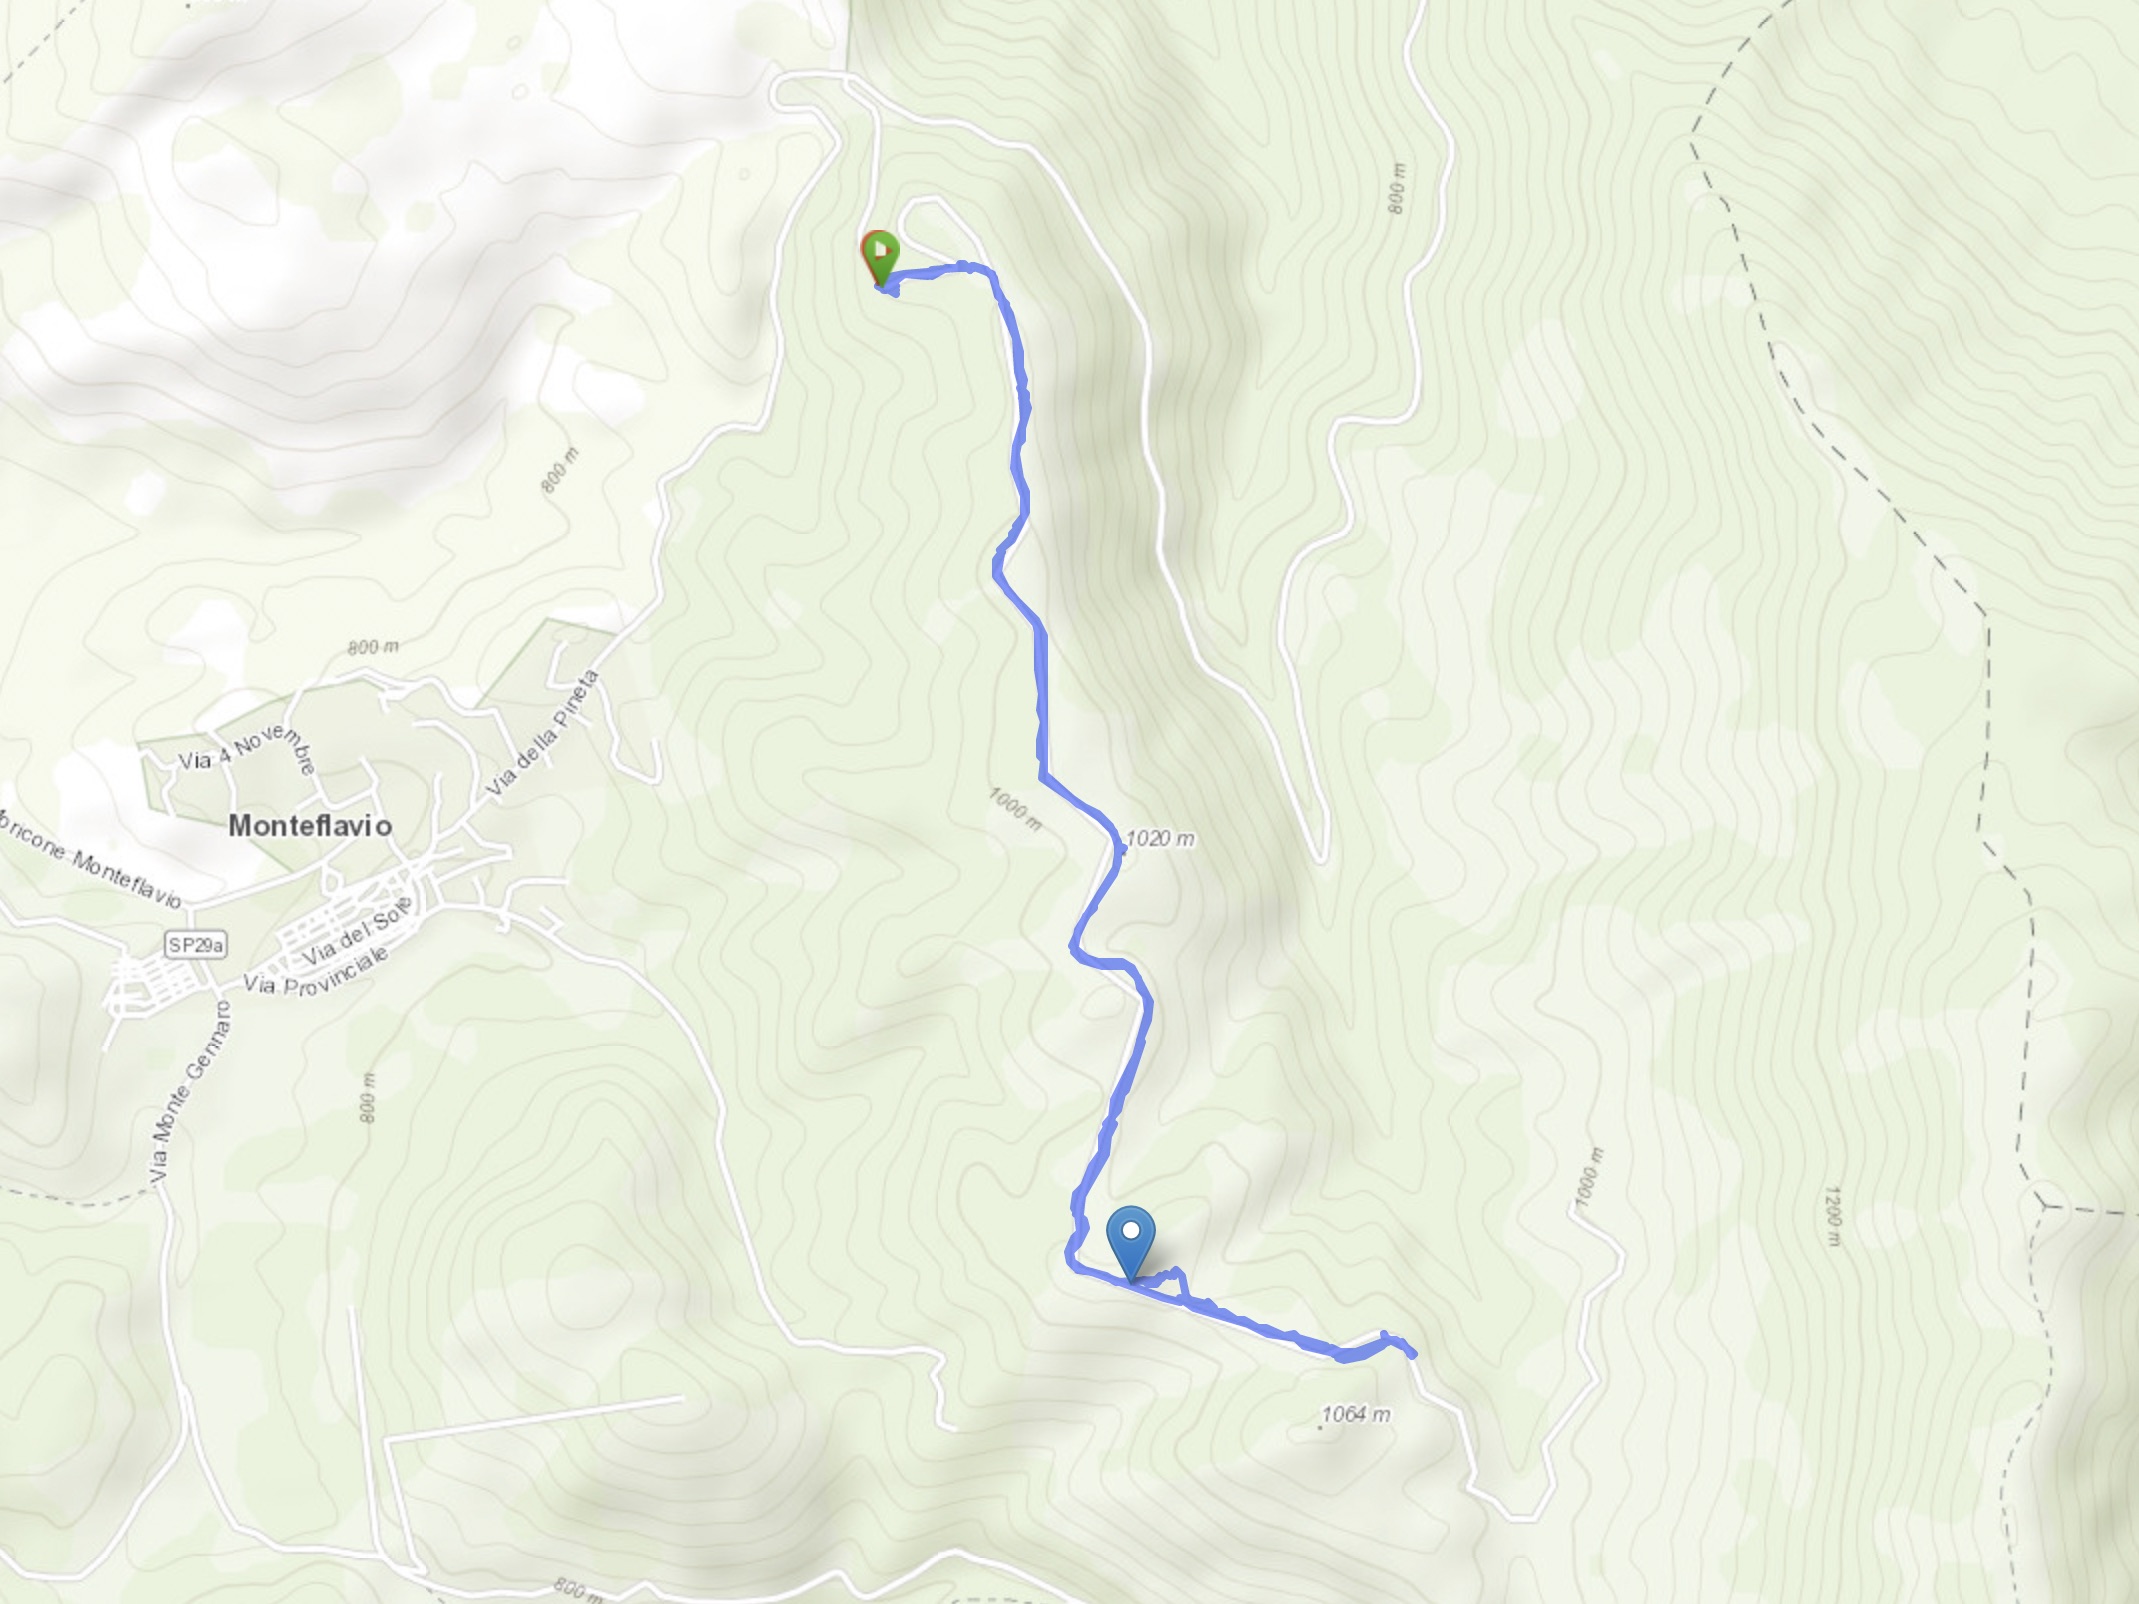 800 m
800 m
800 m
Via 4 Novembre
Via della Pineta
1000 m
Monteflavio
1020 m
oricone-Monteflavio
SP29a
Via del Sole
Via Provinciale
Via Monte Gennaro
800 m
1000 m
1200 m
1064 m
800 m